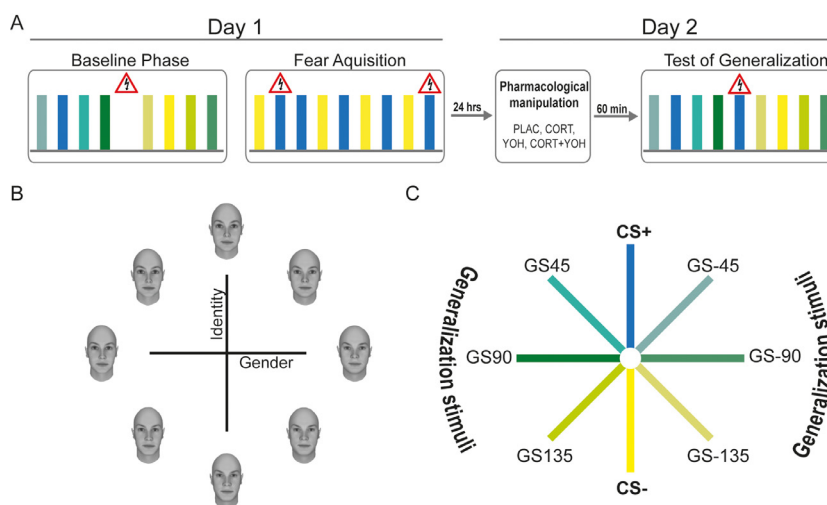 A
Day 1
Day 2
Baseline Phase
Fear Aquisition
24 hrs
Pharmacological
manipulation
PLAC, CORT,
YOH, CORT+YOH
60 min
Test of Generalization
B
Identity
Gender
C
CS+
GS45
GS-45
GS90
GS-90
GS135
GS-135
CS-
Generalization stimuli
Generalization stimuli